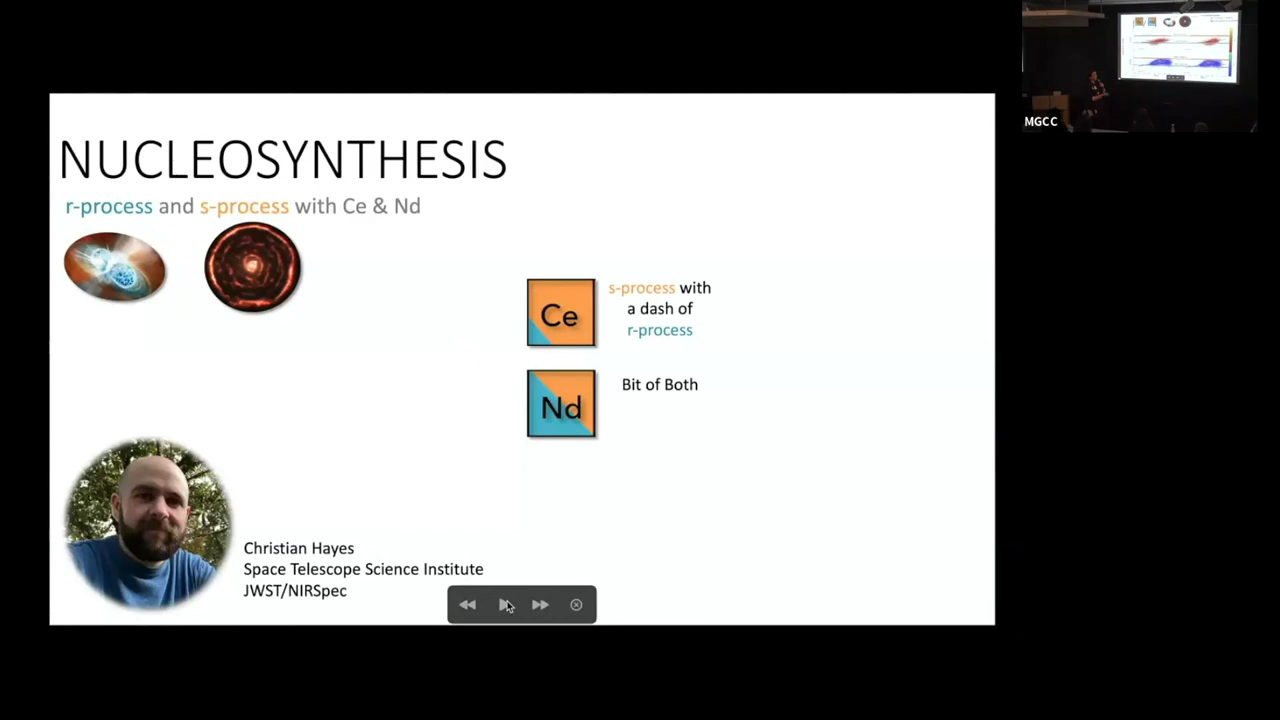 NUCLEOSYNTHESIS
r-process and s-process with Ce & Nd
Ce
s-process with
a dash of
r-process
Nd
Bit of Both
Christian Hayes
Space Telescope Science Institute
JWST/NIRSpec
MGCC